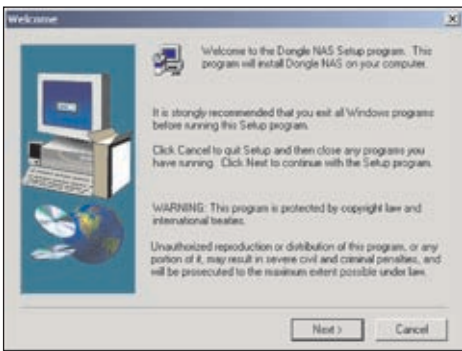 Welcome
Welcome to the Dongle NAS Setup program. This
program will install Dongle NAS on your computer.
It is strongly recommended that you exit all Windows programs
before running this Setup program.
Click Cancel to quit Setup and then close any programs you
have running. Click Next to continue with the Setup program.
WARNING: This program is protected by copyright law and
international treaties.
Unauthorized reproduction or distribution of this program, or any
portion of it, may result in severe civil and criminal penalties, and
will be prosecuted to the maximum extent possible under law.
Next >
Cancel